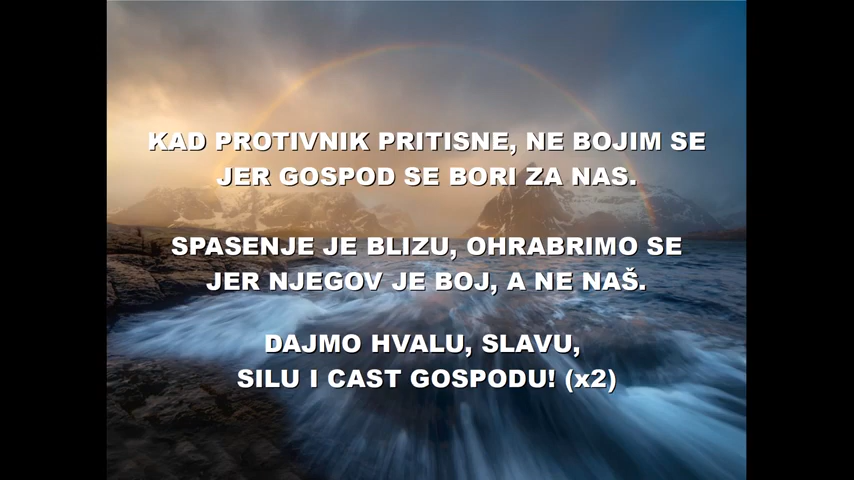 KAD PROTIVNIK PRITISNE, NE BOJIM SE
JER GOSPOD SE BORI ZA NAS.
SPASENJE JE BLIZU, OHRABRIMO SE
JER NJEGOV JE BOJ, A NE NAŠ.
DAJMO HVALU, SLAVU,
SILU I CAST GOSPODU! (x2)